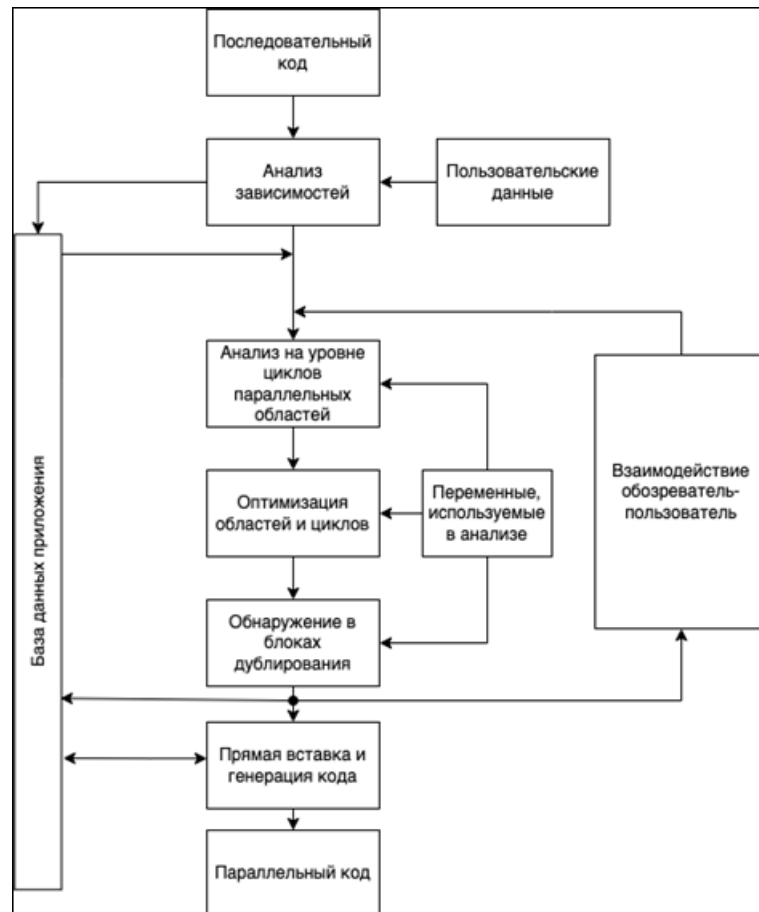 Последовательный
код
Анализ
зависимостей
Пользовательские
данные
Анализ на уровне
циклов
параллельных
областей
Оптимизация
областей и циклов
Переменные,
используемые
в анализе
Взаимодействие
обозреватель-
пользователь
База данных приложения
Обнаружение в
блоках
дублирования
Прямая вставка и
генерация кода
Параллельный код